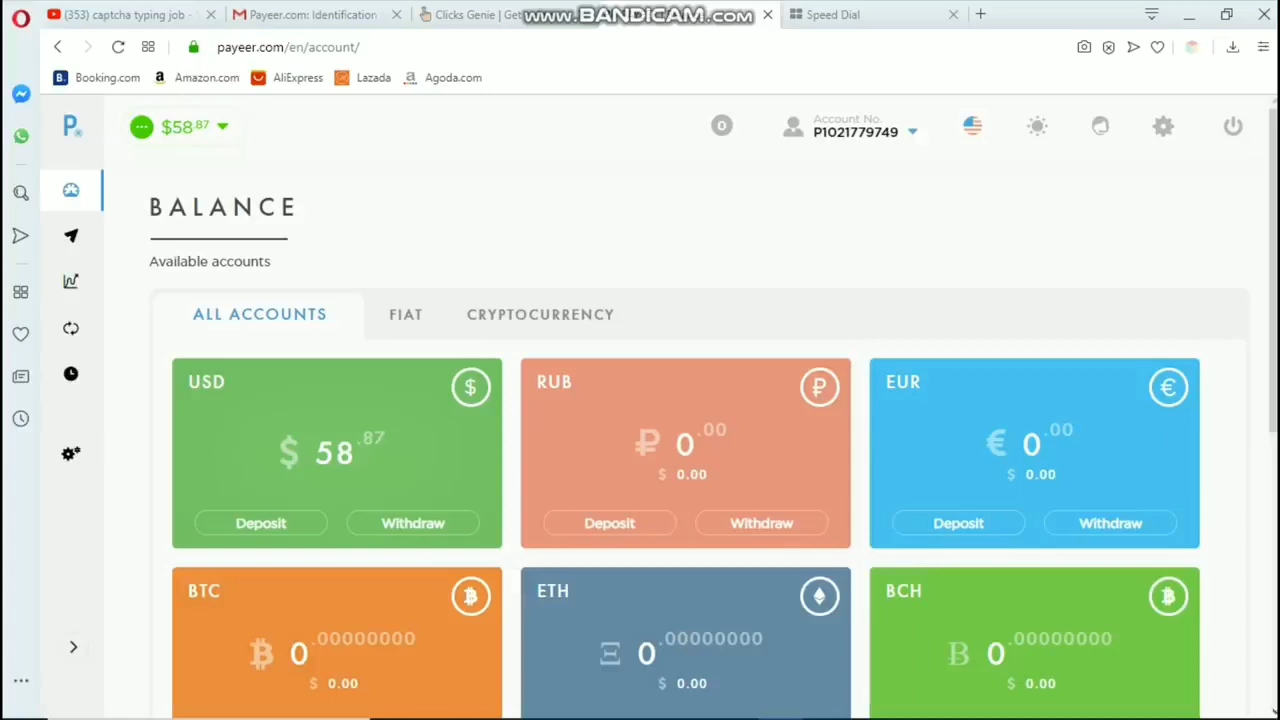 (353) captcha typing job -
Payeer.com: Identification
Clicks Genie | Get
www.BANDICAM.com
Speed Dial
payeer.com/en/account/
Booking.com
Amazon.com
AliExpress
Lazada
Agoda.com
$58.87
0
Account No.
P1021779749
BALANCE
Available accounts
ALL ACCOUNTS
FIAT
CRYPTOCURRENCY
USD
$ 58.87
Deposit
Withdraw
RUB
₽ 0.00
$ 0.00
Deposit
Withdraw
EUR
€ 0.00
$ 0.00
Deposit
Withdraw
BTC
₿ 0.00000000
$ 0.00
ETH
Ξ 0.00000000
$ 0.00
BCH
Ƀ 0.00000000
$ 0.00